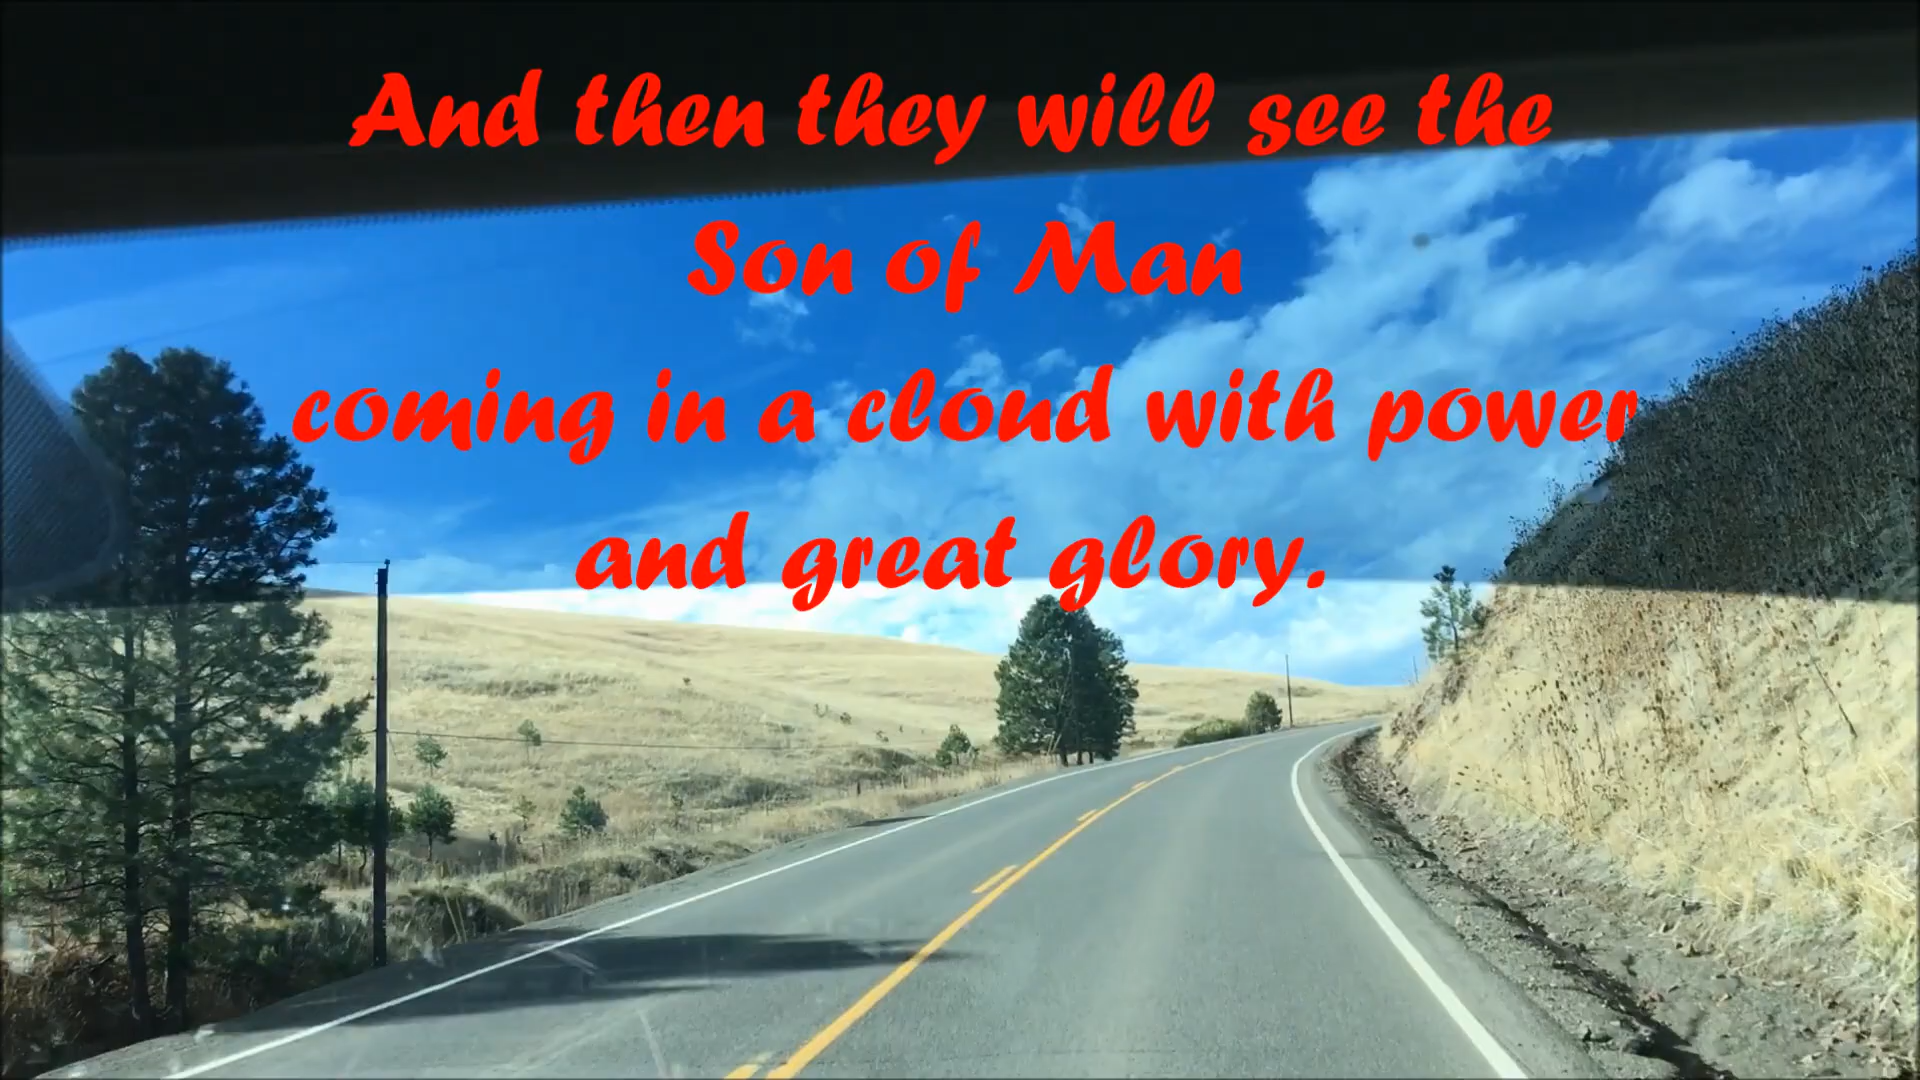 And then they will see the
Son of Man
coming in a cloud with power
and great glory.